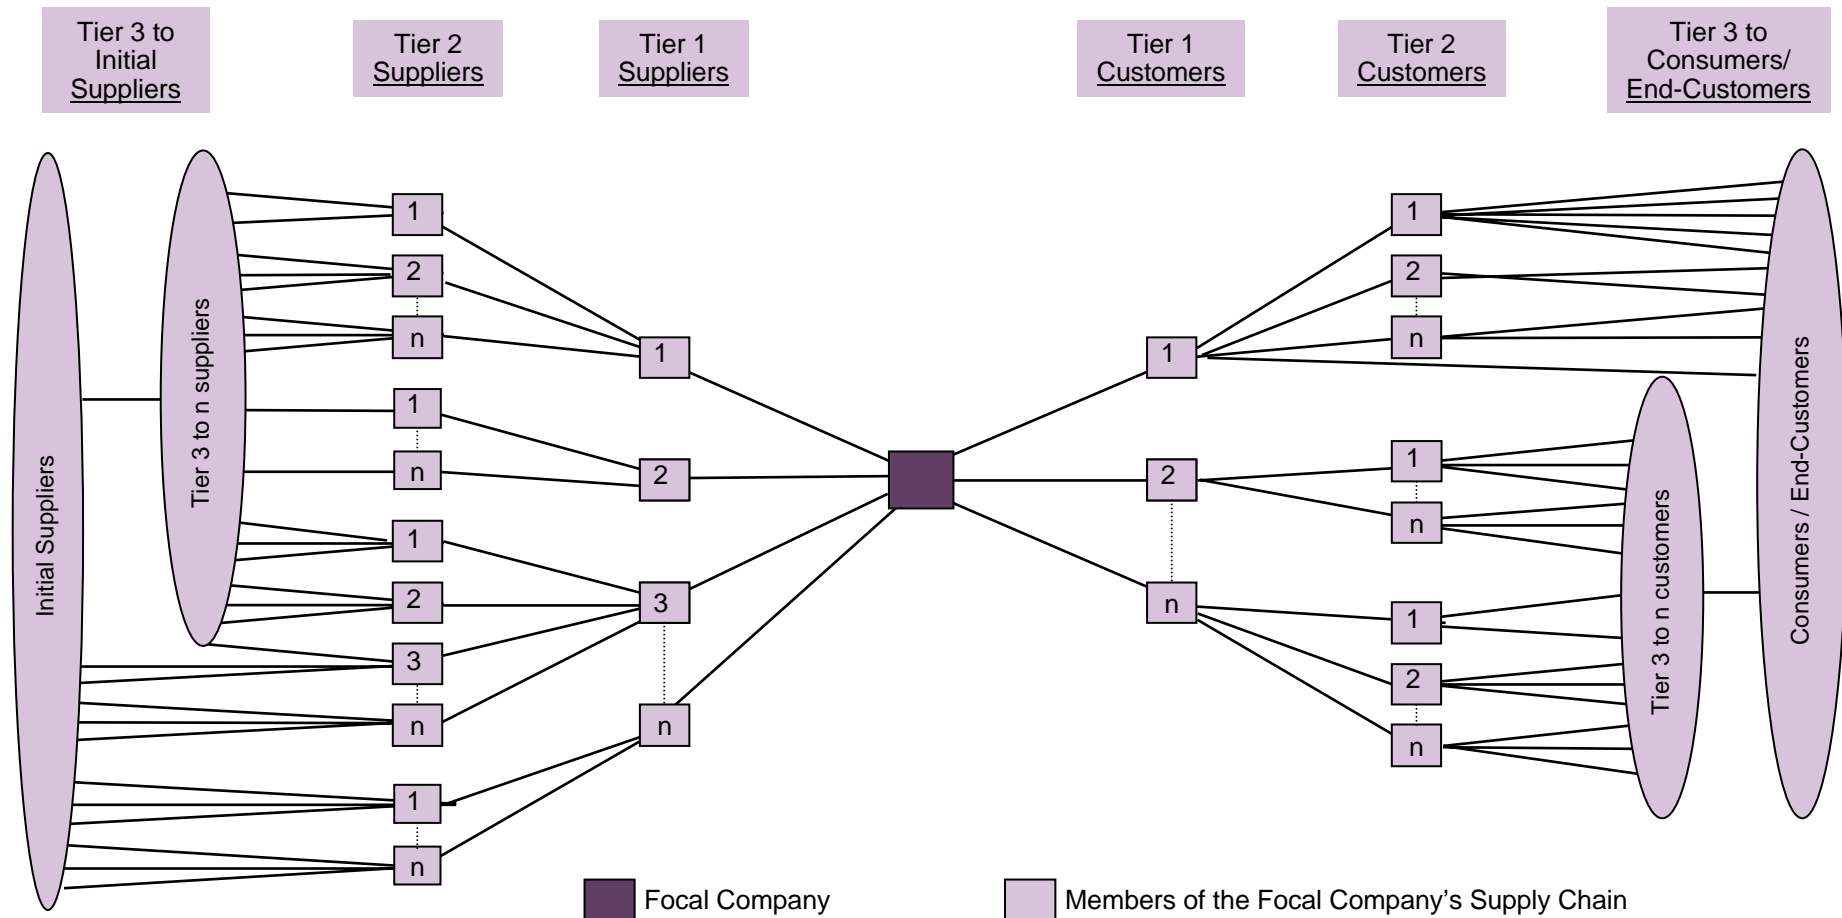 Tier 3 to
Initial
Suppliers
Tier 2
Suppliers
Tier 1
Suppliers
Tier 1
Customers
Tier 2
Customers
Tier 3 to
Consumers/
End-Customers
Initial Suppliers
Tier 3 to n suppliers
1
2
n
1
n
1
2
3
n
1
n
1
2
3
n
1
2
n
1
2
n
1
n
1
2
n
Tier 3 to n customers
Consumers / End-Customers
Focal Company
Members of the Focal Company’s Supply Chain